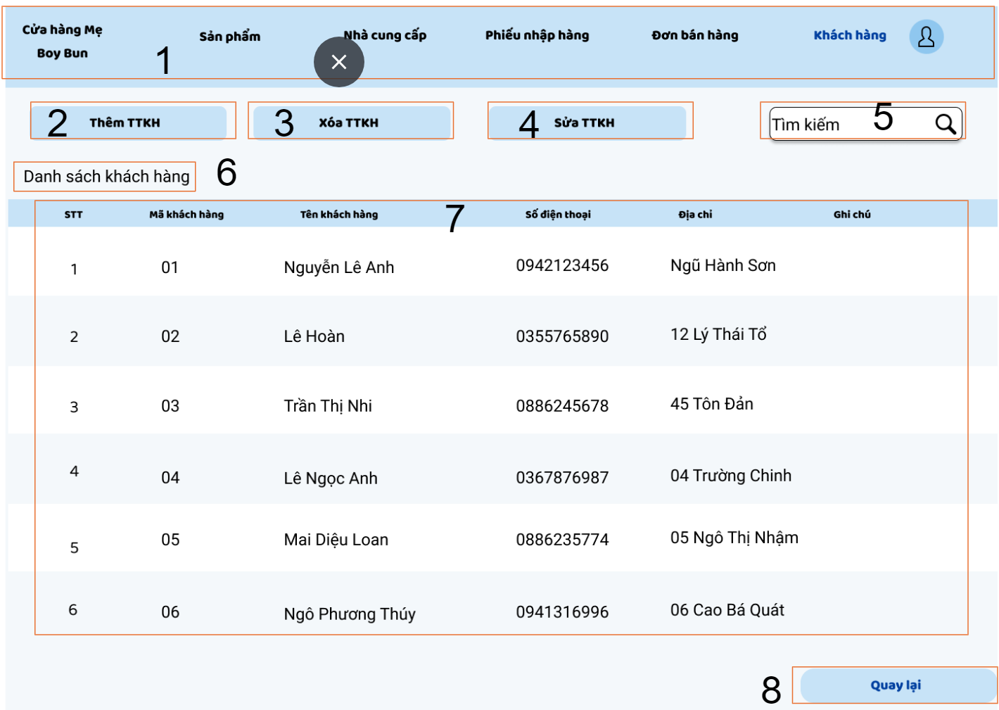 Cửa hàng Mẹ
Boy Bun
Sản phẩm
Nhà cung cấp
Phiếu nhập hàng
Đơn bán hàng
Khách hàng
1
2
Thêm TTKH
3
Xóa TTKH
4
Sửa TTKH
Tìm kiếm
5
Danh sách khách hàng
6
STT Mã khách hàng Tên khách hàng 7 Số điện thoại Địa chỉ Ghi chú
1 01 Nguyễn Lê Anh 0942123456 Ngũ Hành Sơn
2 02 Lê Hoàn 0355765890 12 Lý Thái Tổ
3 03 Trần Thị Nhi 0886245678 45 Tôn Đản
4 04 Lê Ngọc Anh 0367876987 04 Trường Chinh
5 05 Mai Diệu Loan 0886235774 05 Ngô Thị Nhậm
6 06 Ngô Phương Thúy 0941316996 06 Cao Bá Quát
8
Quay lại